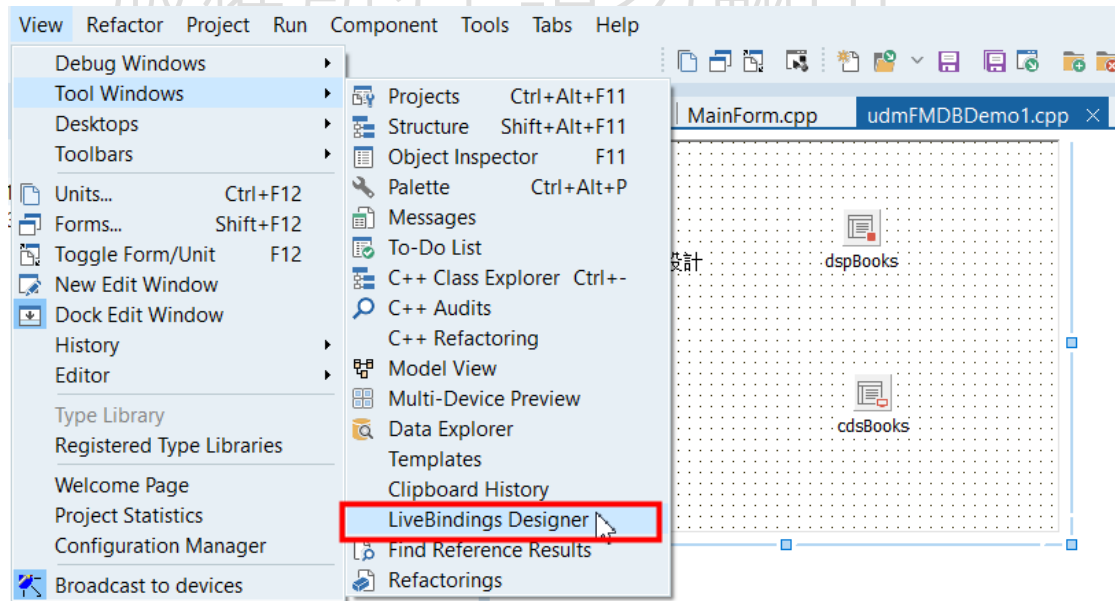 View Refactor Project Run Component Tools Tabs Help
Debug Windows
Tool Windows
Desktops
Toolbars
Units... Ctrl+F12
Forms... Shift+F12
Toggle Form/Unit F12
New Edit Window
Dock Edit Window
History
Editor
Type Library
Registered Type Libraries
Welcome Page
Project Statistics
Configuration Manager
Broadcast to devices
Projects Ctrl+Alt+F11
Structure Shift+Alt+F11
Object Inspector F11
Palette Ctrl+Alt+P
Messages
To-Do List
C++ Class Explorer Ctrl+-
C++ Audits
C++ Refactoring
Model View
Multi-Device Preview
Data Explorer
Templates
Clipboard History
LiveBindings Designer
Find Reference Results
Refactorings
MainForm.cpp udmFMDBDemo1.cpp
設計
dspBooks
cdsBooks